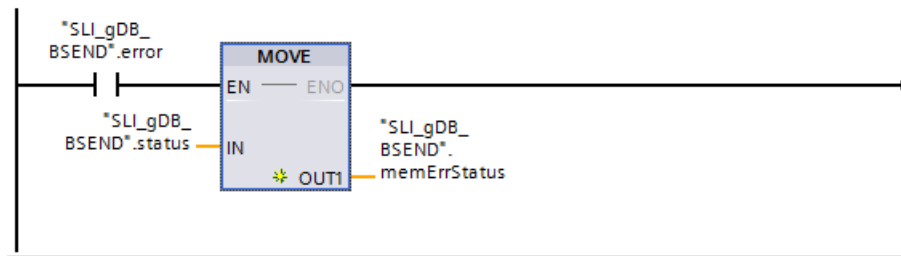 "SLI_gDB_
BSEND".error
MOVE
EN
ENO
"SLI_gDB_
BSEND".status
IN
OUT1
"SLI_gDB_
BSEND".
memErrStatus